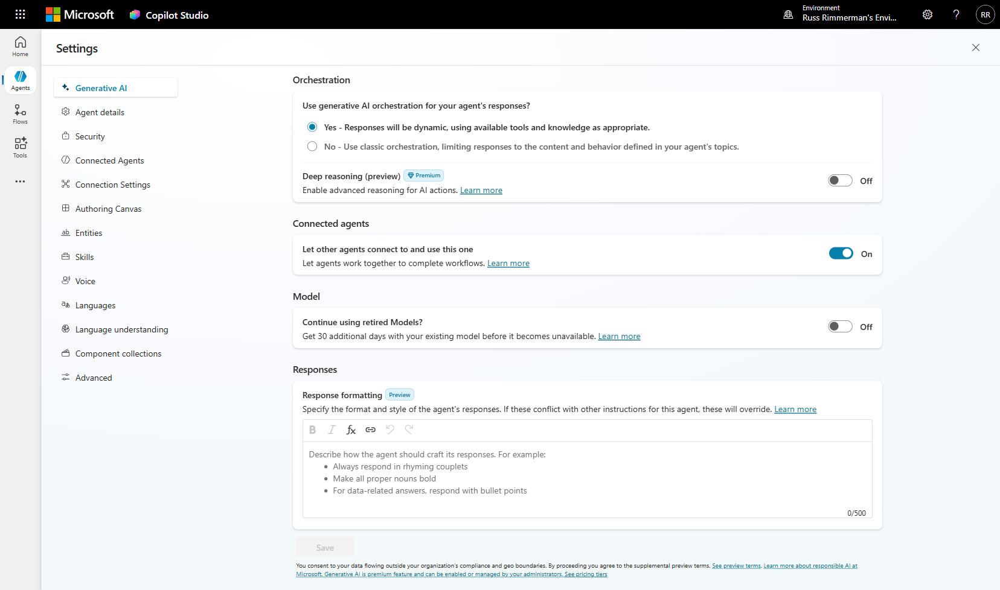 Microsoft
Copilot Studio
Environment
Russ Rimmerman's Envi...
?
RR
Home
Agents
Flows
Tools
Settings
Generative AI
Agent details
Security
Connected Agents
Connection Settings
Authoring Canvas
Entities
Skills
Voice
Languages
Language understanding
Component collections
Advanced
Orchestration
Use generative AI orchestration for your agent's responses?
Yes - Responses will be dynamic, using available tools and knowledge as appropriate.
No - Use classic orchestration, limiting responses to the content and behavior defined in your agent's topics.
Deep reasoning (preview) Premium
Off
Enable advanced reasoning for AI actions. Learn more
Connected agents
Let other agents connect to and use this one
On
Let agents work together to complete workflows. Learn more
Model
Continue using retired Models?
Off
Get 30 additional days with your existing model before it becomes unavailable. Learn more
Responses
Response formatting Preview
Specify the format and style of the agent's responses. If these conflict with other instructions for this agent, these will override. Learn more
B I fx
Describe how the agent should craft its responses. For example:
• Always respond in rhyming couplets
• Make all proper nouns bold
• For data-related answers, respond with bullet points
0/500
Save
You consent to your data flowing outside your organization's compliance and geo boundaries. By proceeding you agree to the supplemental preview terms. See preview terms. Learn more about responsible AI at
Microsoft. Generative AI is premium feature and can be enabled or managed by your administrators. See pricing tiers